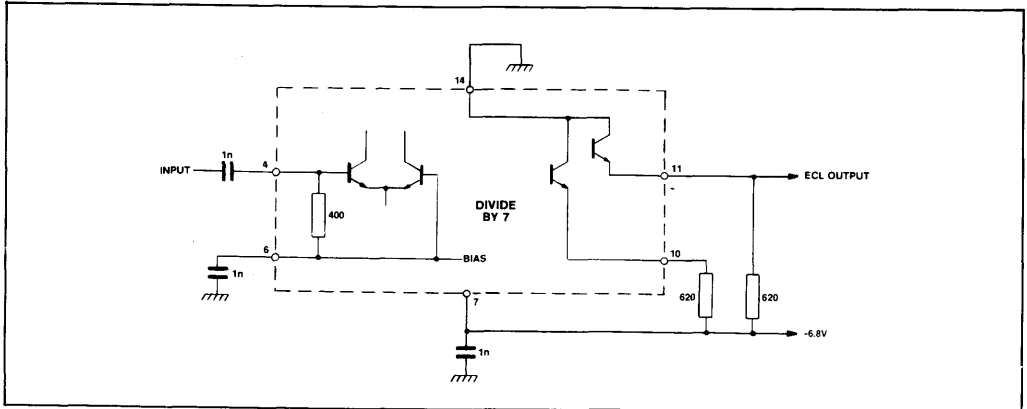 14
1n
INPUT
4
11
ECL OUTPUT
DIVIDE
BY 7
400
6
BIAS
10
1n
7
620
620
-6.8V
1n